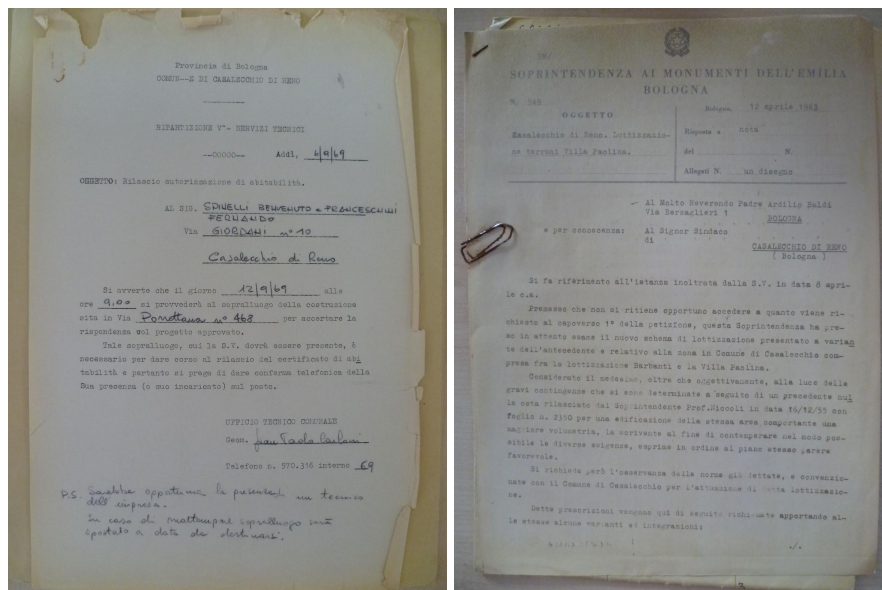 Provincia di Bologna
COMUN--E DI CASALECCHIO DI RENO
RIPARTIZIONE V°- SERVIZI TECNICI
--ooooo-- Addì, 6/9/69
OGGETTO: Rilascio autorizzazione di abitabilità.
AL SIG. SPINELLI BENVENUTO e FRANCESCHINI
FERNANDO
Via GIORDANI n° 10
Casalecchio di Reno
Si avverte che il giorno 12/9/69 alle
ore 9,00 si provvederà al sopralluogo della costruzione
sita in Via Porrettana n° 468 per accertare la
rispondenza col progetto approvato.
Tale sopralluogo, cui la S.V. dovrà essere presente, è
necessario per dare corso al rilascio del certificato di abi
tabilità e pertanto si prega di dare conferma telefonica della
Sua presenza (o suo incaricato) sul posto.
UFFICIO TECNICO COMUNALE
Geom.
Telefono n. 570.316 interno 69
P.S. Sarebbe opportuna la presenza di un tecnico
dell'impresa.
In caso di maltempo il sopralluogo sarà
spostato a data da destinarsi.
SOPRINTENDENZA AI MONUMENTI DELL'EMILIA
BOLOGNA
N. 345
Bologna, 12 aprile 1963
OGGETTO
Risposta a nota
Casalecchio di Reno. Lottizzazio-
ne terreni Villa Paolina.
del N.
Allegati N. un disegno
Al Molto Reverendo Padre Ardilio Baldi
Via Bersaglieri 1
BOLOGNA
e per conoscenza: Al Signor Sindaco
di
CASALECCHIO DI RENO
( Bologna )
Si fa riferimento all'istanza inoltrata dalla S.V. in data 8 apri-
le c.a.
Premesso che non si ritiene opportuno accedere a quanto viene ri-
chiesto al capoverso 1° della petizione, questa Soprintendenza ha pre-
so in attento esame il nuovo schema di lottizzazione presentato a varian
te dell'antecedente e relativo alla zona in Comune di Casalecchio com-
presa fra la lottizzazione Barbanti e la Villa Paolina.
Considerato il medesimo, oltre che oggettivamente, alla luce delle
gravi contingenze che si sono determinate a seguito di un precedente nul
la osta rilasciato dal Soprintendente Prof. Niccoli in data 16/12/55 con
foglio n. 2350 per una edificazione della stessa area comportante una
maggiore volumetria, la scrivente al fine di contemperare nel modo pos-
sibile le diverse esigenze, esprime in ordine al piano stesso parere
favorevole.
Si richiede però l'osservanza delle norme già dettate, e convenzio-
nate con il Comune di Casalecchio per l'attuazione di detta lottizzazio-
ne.
Dette prescrizioni vengono qui di seguito richiamate apportando al-
le stesse alcune varianti ed integrazioni:
./.